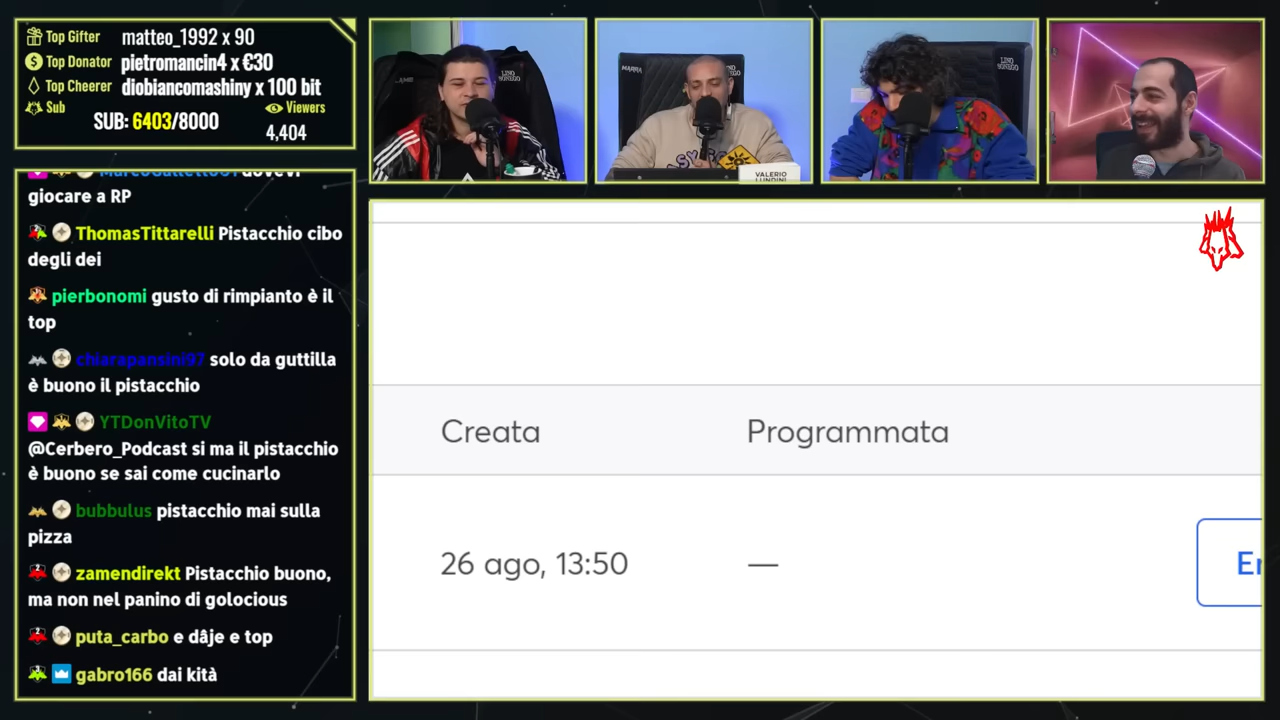 Top Gifter matteo_1992 x 90
Top Donator pietromancin4 x €30
Top Cheerer diobiancomashiny x 100 bit
Sub
SUB: 6403/8000
Viewers
4,404
giocare a RP
ThomasTittarelli Pistacchio cibo
degli dei
pierbonomi gusto di rimpianto è il
top
chiarapansini97 solo da guttilla
è buono il pistacchio
YTDonVitoTV
@Cerbero_Podcast si ma il pistacchio
è buono se sai come cucinarlo
bubbulus pistacchio mai sulla
pizza
zamendirekt Pistacchio buono,
ma non nel panino di golocious
puta_carbo e dâje e top
gabro166 dai kità
VALERIO
LUNDINI
Creata Programmata
26 ago, 13:50 —